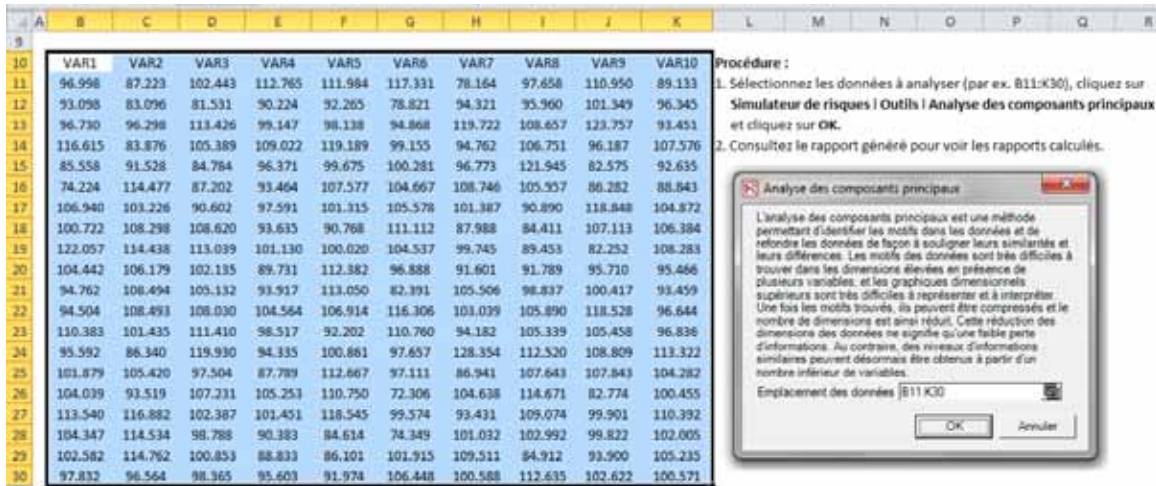 A B C D E F G H I J K L M N O P Q R
9
10 VAR1 VAR2 VAR3 VAR4 VAR5 VAR6 VAR7 VAR8 VAR9 VAR10 Procédure :
11 96.998 87.223 102.443 112.765 111.984 117.331 78.164 97.658 110.950 89.133 1. Sélectionnez les données à analyser (par ex. B11:K30), cliquez sur
12 93.098 83.096 81.531 90.224 92.265 78.821 94.321 95.960 101.349 96.345 Simulateur de risques l Outils l Analyse des composants principaux
13 96.730 96.298 113.426 99.147 98.138 94.868 119.722 108.657 123.757 93.451 et cliquez sur OK.
14 116.615 83.876 105.389 109.022 119.189 99.155 94.762 106.751 96.187 107.576 2. Consultez le rapport généré pour voir les rapports calculés.
15 85.558 91.528 84.784 96.371 99.675 100.281 96.773 121.945 82.575 92.635
16 74.224 114.477 87.202 93.464 107.577 104.667 108.746 105.957 86.282 88.843
17 106.940 103.226 90.602 97.591 101.315 105.578 101.387 90.890 118.848 104.872
18 100.722 108.298 108.620 93.635 90.768 111.112 87.988 84.411 107.113 106.384
19 122.057 114.438 113.039 101.130 100.020 104.537 99.745 89.453 82.252 108.283
20 104.442 106.179 102.135 89.731 112.382 96.888 91.601 91.789 95.710 95.466
21 94.762 108.494 105.132 93.917 113.050 82.391 105.506 98.837 100.417 93.459
22 94.504 108.493 108.030 104.564 106.914 116.306 103.039 105.890 118.528 96.644
23 110.383 101.435 111.410 98.517 92.202 110.760 94.182 105.339 105.458 96.836
24 95.592 86.340 119.930 94.335 100.861 97.657 128.354 112.520 108.809 113.322
25 101.879 105.420 97.504 87.789 112.667 97.111 86.941 107.643 107.843 104.282
26 104.039 93.519 107.231 105.253 110.750 72.306 104.638 114.671 82.774 100.455
27 113.540 116.882 102.387 101.451 118.545 99.574 93.431 109.074 99.901 110.392
28 104.347 114.534 98.788 90.383 84.614 74.349 101.032 102.992 99.822 102.005
29 102.582 114.762 100.853 88.833 86.101 101.915 109.511 84.912 93.900 105.235
30 97.832 96.564 98.365 95.603 91.974 106.448 100.588 112.635 102.622 100.571
Analyse des composants principaux
L'analyse des composants principaux est une méthode
permettant d'identifier les motifs dans les données et de
refondre les données de façon à souligner leurs similarités et
leurs différences. Les motifs des données sont très difficiles à
trouver dans les dimensions élevées en présence de
plusieurs variables, et les graphiques dimensionnels
supérieurs sont très difficiles à représenter et à interpréter.
Une fois les motifs trouvés, ils peuvent être compressés et le
nombre de dimensions est ainsi réduit. Cette réduction des
dimensions des données ne signifie qu'une faible perte
d'informations. Au contraire, des niveaux d'informations
similaires peuvent désormais être obtenus à partir d'un
nombre inférieur de variables.
Emplacement des données B11:K30
OK Annuler